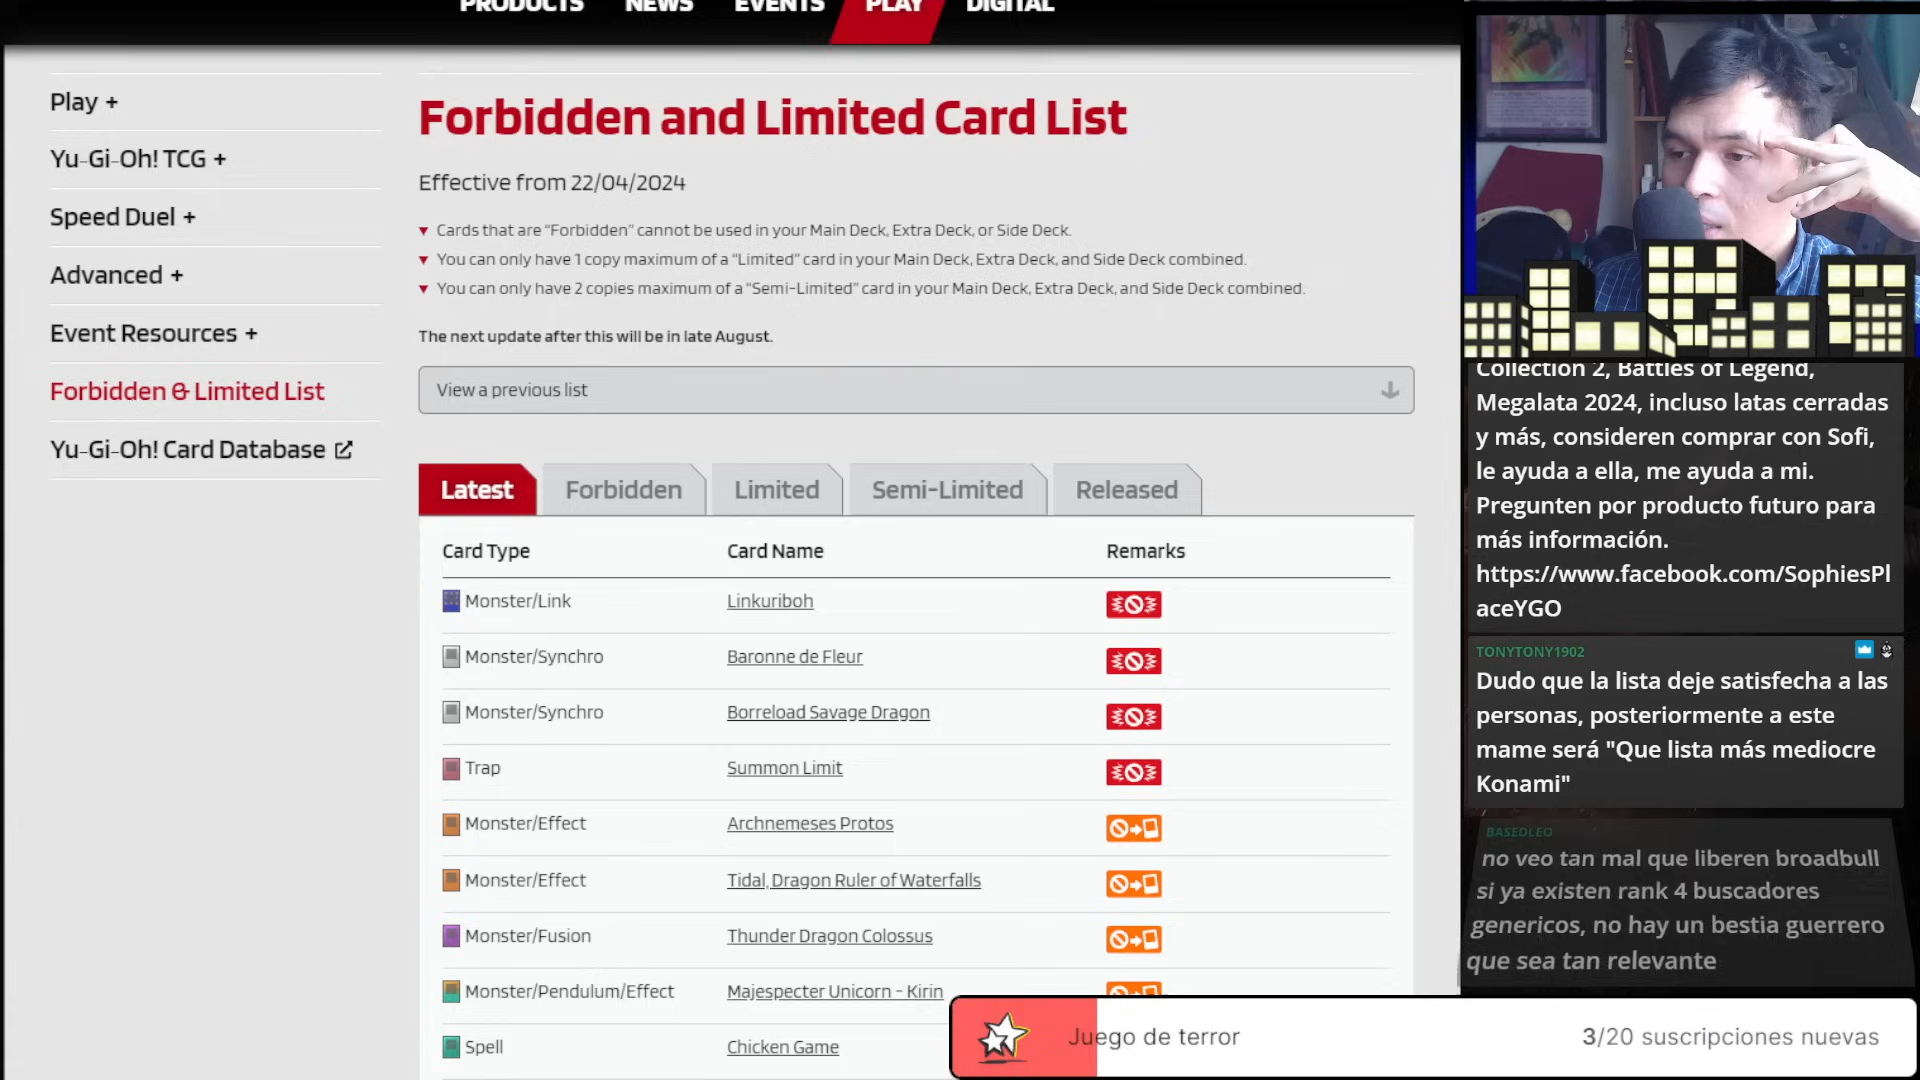 PRODUCTS NEWS EVENTS PLAY DIGITAL
Play +
Yu-Gi-Oh! TCG +
Speed Duel +
Advanced +
Event Resources +
Forbidden & Limited List
Yu-Gi-Oh! Card Database
Forbidden and Limited Card List
Effective from 22/04/2024
Cards that are "Forbidden" cannot be used in your Main Deck, Extra Deck, or Side Deck.
You can only have 1 copy maximum of a "Limited" card in your Main Deck, Extra Deck, and Side Deck combined.
You can only have 2 copies maximum of a "Semi-Limited" card in your Main Deck, Extra Deck, and Side Deck combined.
The next update after this will be in late August.
View a previous list
Latest Forbidden Limited Semi-Limited Released
Card Type Card Name Remarks
Monster/Link Linkuriboh
Monster/Synchro Baronne de Fleur
Monster/Synchro Borreload Savage Dragon
Trap Summon Limit
Monster/Effect Archnemeses Protos
Monster/Effect Tidal, Dragon Ruler of Waterfalls
Monster/Fusion Thunder Dragon Colossus
Monster/Pendulum/Effect Majespecter Unicorn - Kirin
Spell Chicken Game
Collection 2, Battles of Legend,
Megalata 2024, incluso latas cerradas
y más, consideren comprar con Sofi,
le ayuda a ella, me ayuda a mi.
Pregunten por producto futuro para
más información.
https://www.facebook.com/SophiesPl
aceYGO
TONYTONY1902
Dudo que la lista deje satisfecha a las
personas, posteriormente a este
mame será "Que lista más mediocre
Konami"
BASEDLEO
no veo tan mal que liberen broadbull
si ya existen rank 4 buscadores
genericos, no hay un bestia guerrero
que sea tan relevante
Juego de terror 3/20 suscripciones nuevas